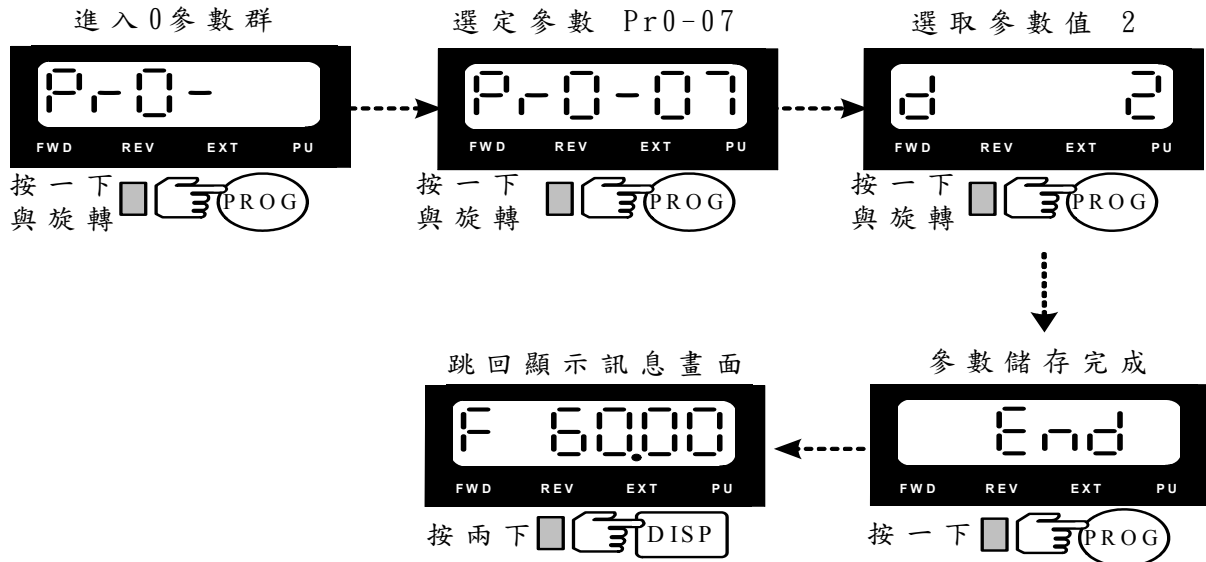 進入0參數群
Pr0-
FWD REV EXT PU
按一下
與旋轉
PROG
選定參數 Pr0-07
Pr0-07
FWD REV EXT PU
按一下
與旋轉
PROG
選取參數值 2
d 2
FWD REV EXT PU
按一下
與旋轉
PROG
參數儲存完成
End
FWD REV EXT PU
按一下
PROG
跳回顯示訊息畫面
F 60.00
FWD REV EXT PU
按兩下
DISP